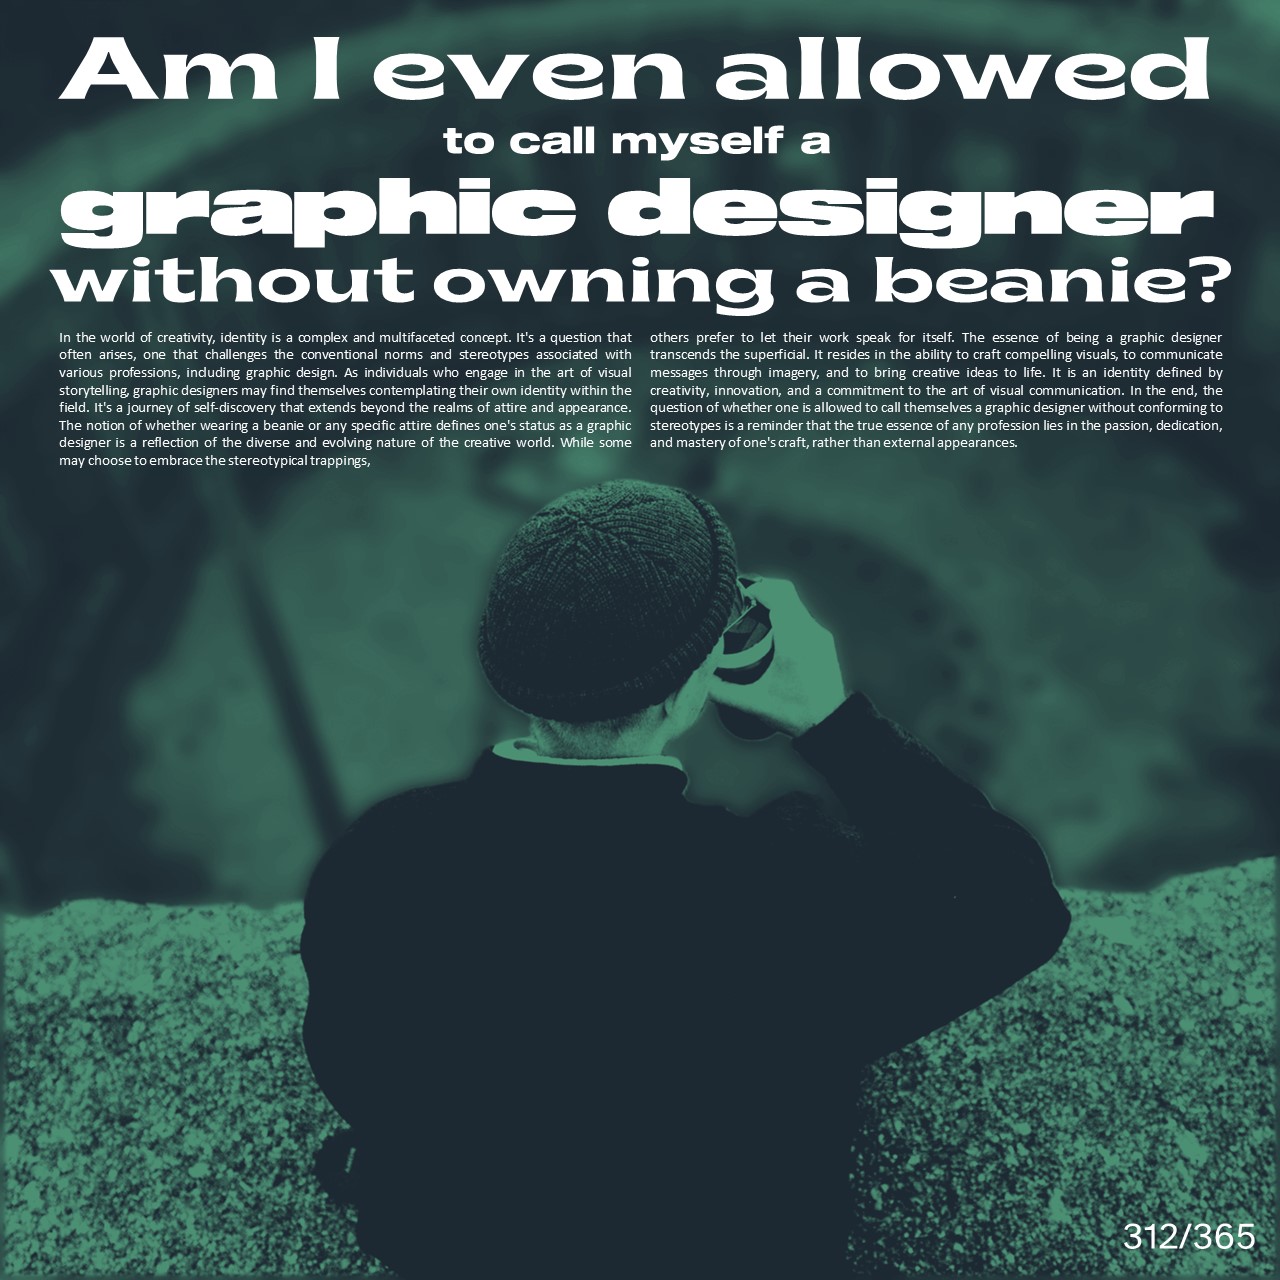 Am I even allowed
to call myself a
graphic designer
without owning a beanie?
In the world of creativity, identity is a complex and multifaceted concept. It's a question that
often arises, one that challenges the conventional norms and stereotypes associated with
various professions, including graphic design. As individuals who engage in the art of visual
storytelling, graphic designers may find themselves contemplating their own identity within the
field. It's a journey of self-discovery that extends beyond the realms of attire and appearance.
The notion of whether wearing a beanie or any specific attire defines one's status as a graphic
designer is a reflection of the diverse and evolving nature of the creative world. While some
may choose to embrace the stereotypical trappings,
others prefer to let their work speak for itself. The essence of being a graphic designer
transcends the superficial. It resides in the ability to craft compelling visuals, to communicate
messages through imagery, and to bring creative ideas to life. It is an identity defined by
creativity, innovation, and a commitment to the art of visual communication. In the end, the
question of whether one is allowed to call themselves a graphic designer without conforming to
stereotypes is a reminder that the true essence of any profession lies in the passion, dedication,
and mastery of one's craft, rather than external appearances.
312/365